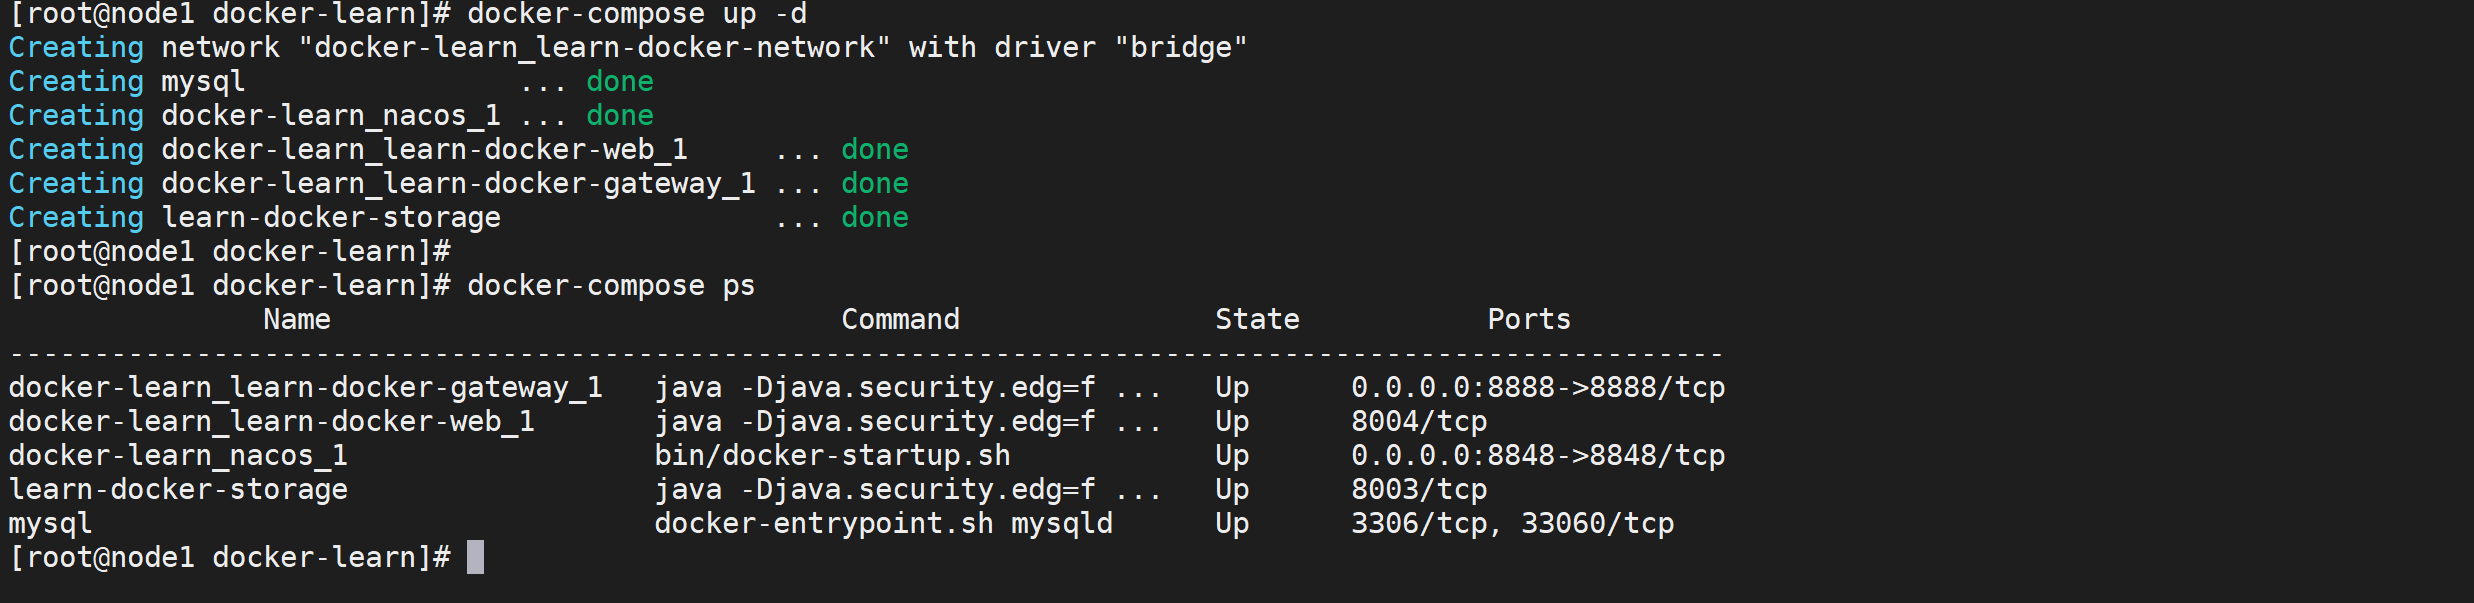 [root@node1 docker-learn]# docker-compose up -d
Creating network "docker-learn_learn-docker-network" with driver "bridge"
Creating mysql                ... done
Creating docker-learn_nacos_1 ... done
Creating docker-learn_learn-docker-web_1     ... done
Creating docker-learn_learn-docker-gateway_1 ... done
Creating learn-docker-storage                ... done
[root@node1 docker-learn]#
[root@node1 docker-learn]# docker-compose ps
               Name                              Command               State           Ports
-----------------------------------------------------------------------------------------------------
docker-learn_learn-docker-gateway_1   java -Djava.security.edg=f ...   Up      0.0.0.0:8888->8888/tcp
docker-learn_learn-docker-web_1       java -Djava.security.edg=f ...   Up      8004/tcp
docker-learn_nacos_1                  bin/docker-startup.sh            Up      0.0.0.0:8848->8848/tcp
learn-docker-storage                  java -Djava.security.edg=f ...   Up      8003/tcp
mysql                                 docker-entrypoint.sh mysqld      Up      3306/tcp, 33060/tcp
[root@node1 docker-learn]#